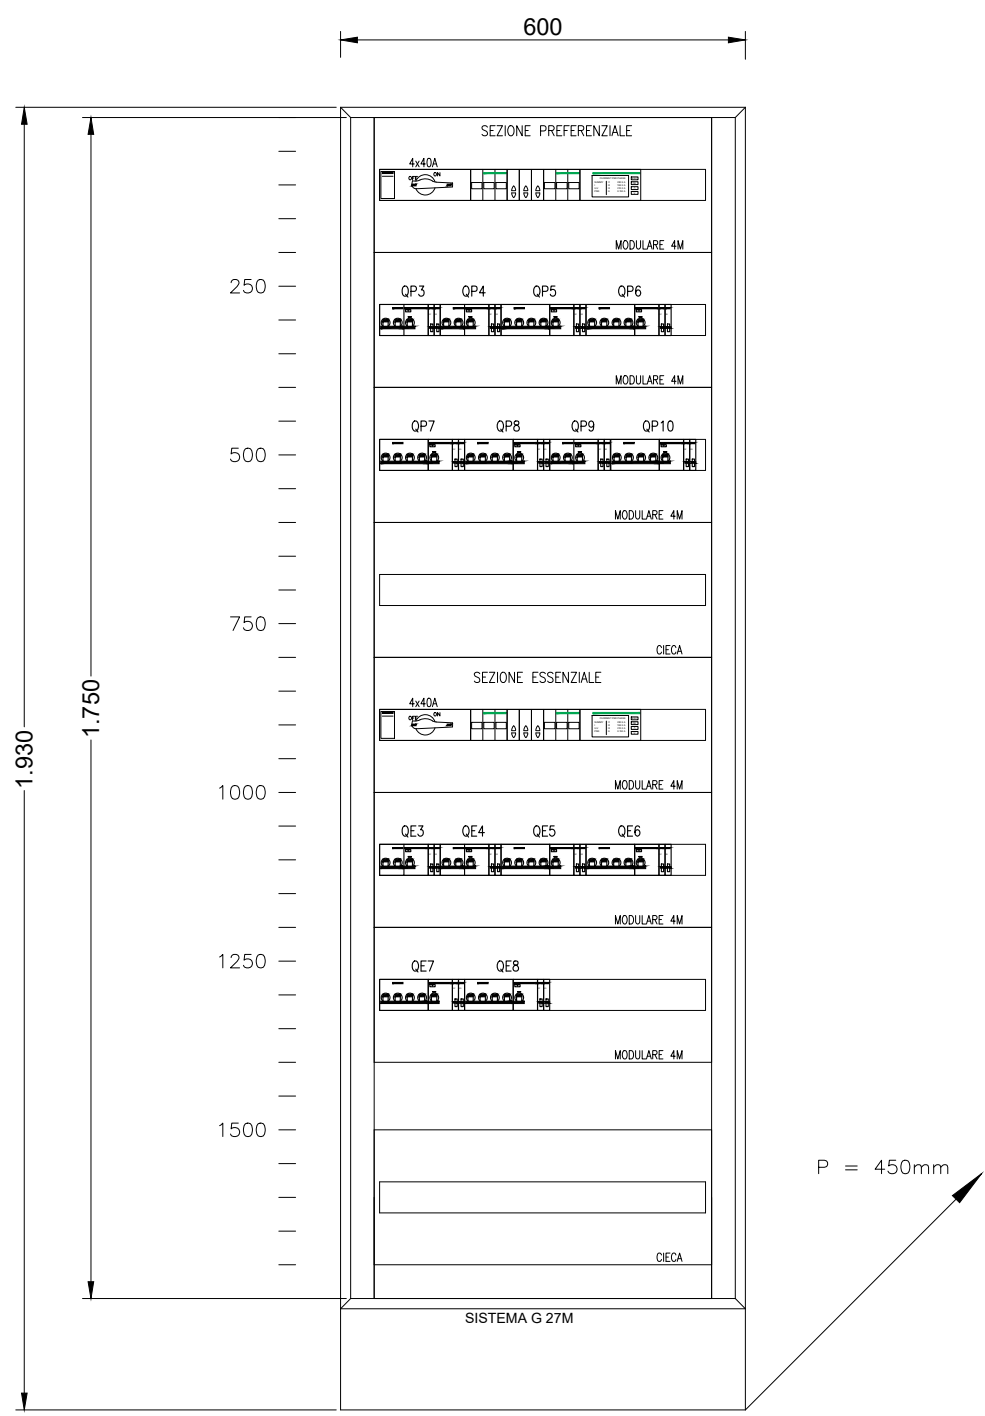 600
SEZIONE PREFERENZIALE
4x40A
OFF ON
MODULARE 4M
250
QP3 QP4 QP5 QP6
MODULARE 4M
QP7 QP8 QP9 QP10
500
MODULARE 4M
750
CIECA
1.750
1.930
SEZIONE ESSENZIALE
4x40A
OFF ON
MODULARE 4M
1000
QE3 QE4 QE5 QE6
MODULARE 4M
1250
QE7 QE8
MODULARE 4M
1500
P = 450mm
CIECA
SISTEMA G 27M